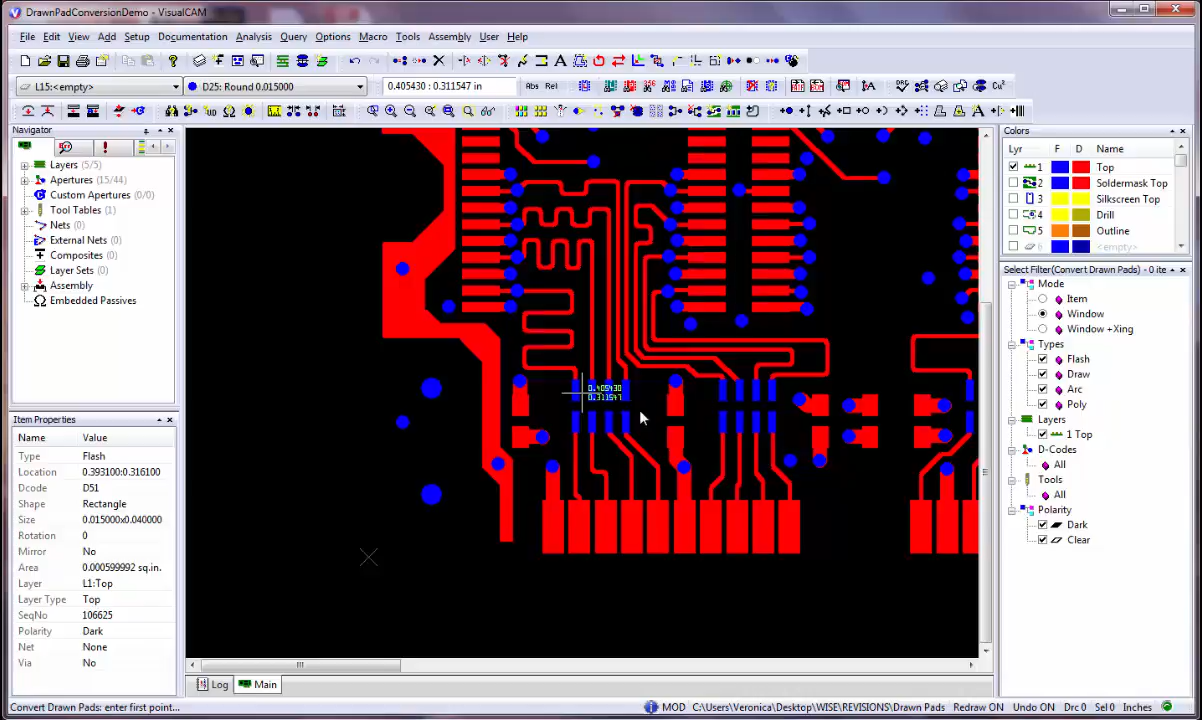 DrawnPadConversionDemo - VisualCAM
File Edit View Add Setup Documentation Analysis Query Options Macro Tools Assembly User Help
L15:<empty> D25: Round 0.015000 0.405430 : 0.311547 in Abs Rel
Navigator
Layers (5/5)
Apertures (15/44)
Custom Apertures (0/0)
Tool Tables (1)
Nets (0)
External Nets (0)
Composites (0)
Layer Sets (0)
Assembly
Embedded Passives
Item Properties
Name Value
Type Flash
Location 0.393100:0.316100
Dcode D51
Shape Rectangle
Size 0.015000x0.040000
Rotation 0
Mirror No
Area 0.000599992 sq.in.
Layer L1:Top
Layer Type Top
SeqNo 106625
Polarity Dark
Net None
Via No
0.405430
0.311547
Log Main
Colors
Lyr F D Name
1 Top
2 Soldermask Top
3 Silkscreen Top
4 Drill
5 Outline
6 <empty>
Select Filter(Convert Drawn Pads) - 0 ite
Mode
Item
Window
Window +Xing
Types
Flash
Draw
Arc
Poly
Layers
1 Top
D-Codes
All
Tools
All
Polarity
Dark
Clear
Convert Drawn Pads: enter first point... MOD C:\Users\Veronica\Desktop\WISE\REVISIONS\Drawn Pads Redraw ON Undo ON Drc 0 Sel 0 Inches